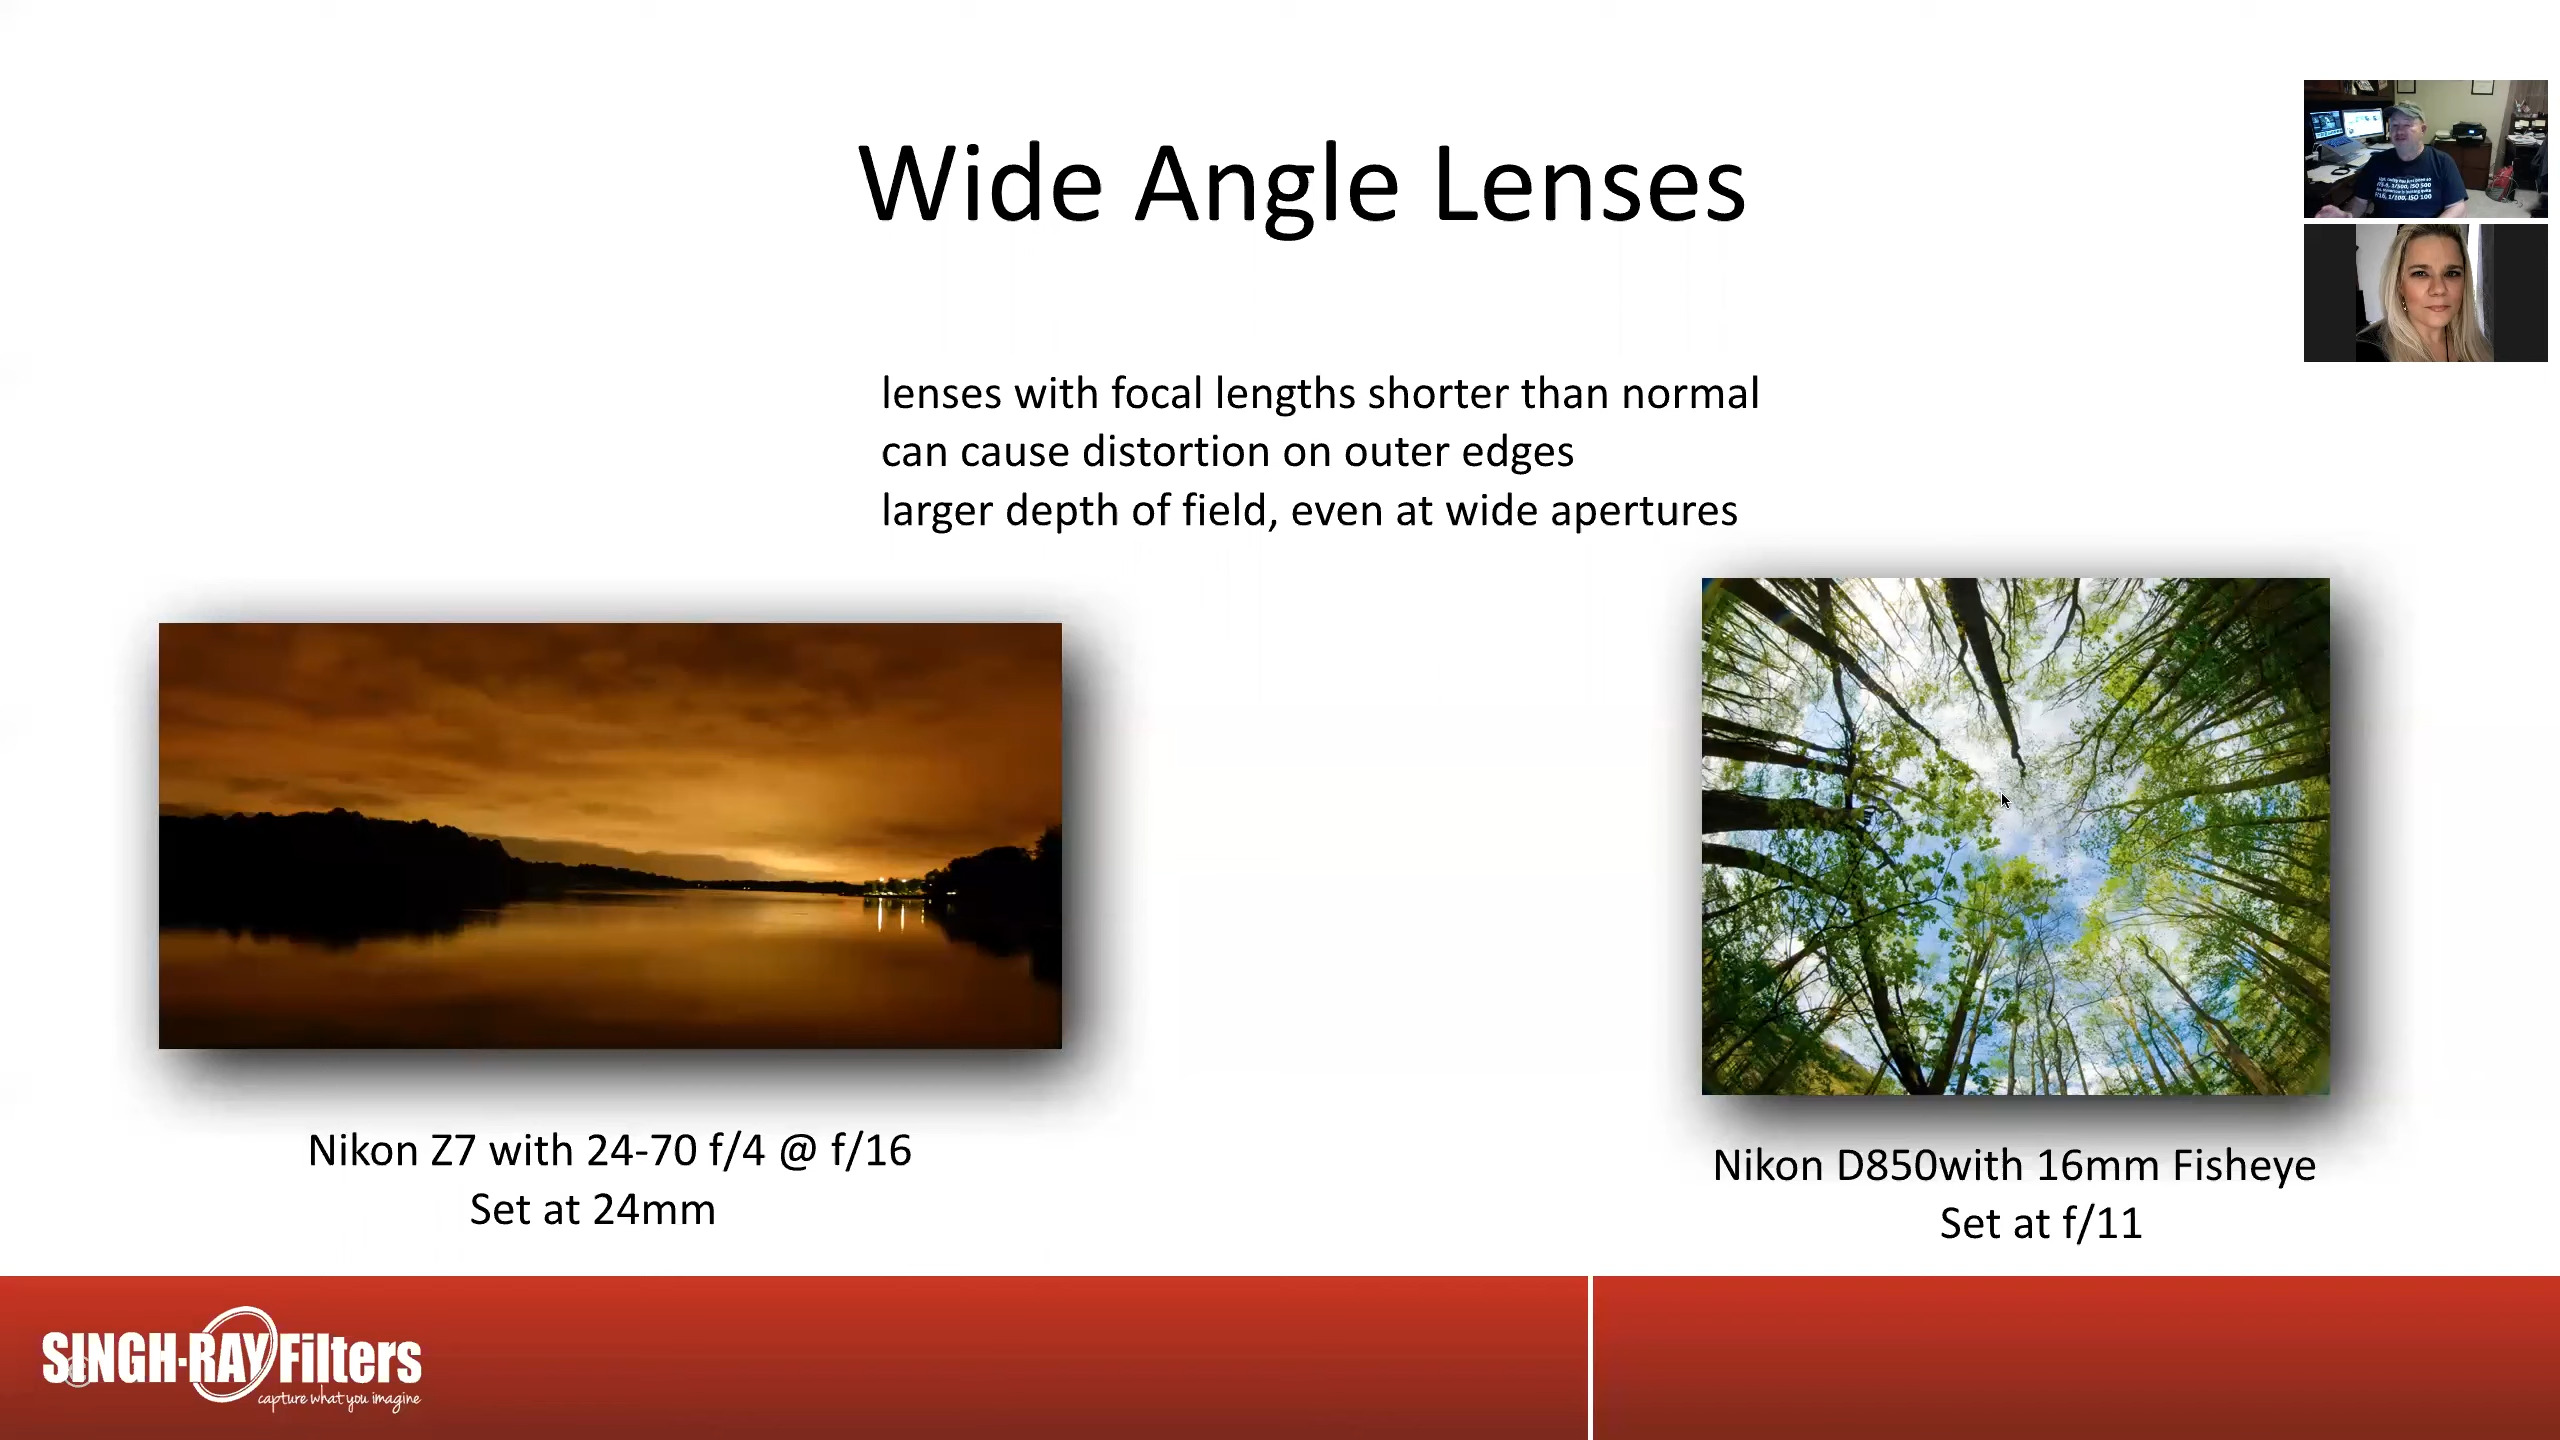 Wide Angle Lenses
lenses with focal lengths shorter than normal
can cause distortion on outer edges
larger depth of field, even at wide apertures
Nikon Z7 with 24-70 f/4 @ f/16
Set at 24mm
Nikon D850with 16mm Fisheye
Set at f/11
SINGH-RAY Filters
capture what you imagine